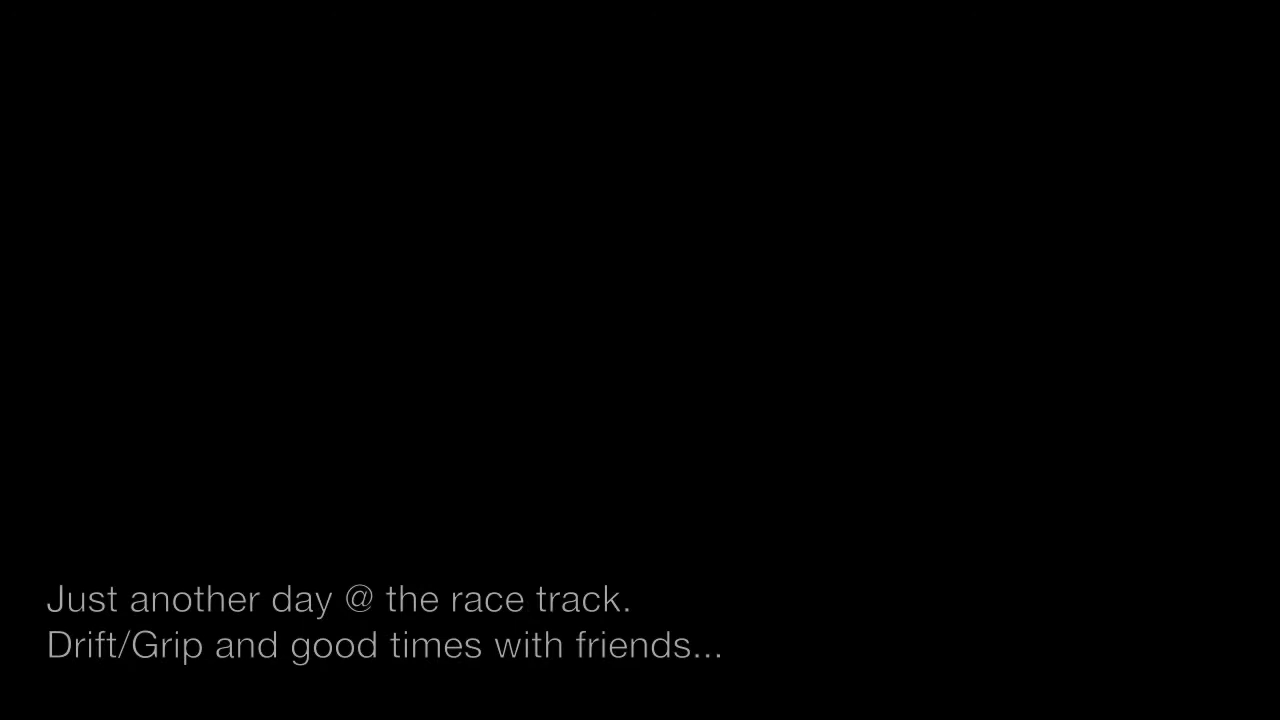 Just another day @ the race track.
Drift/Grip and good times with friends...